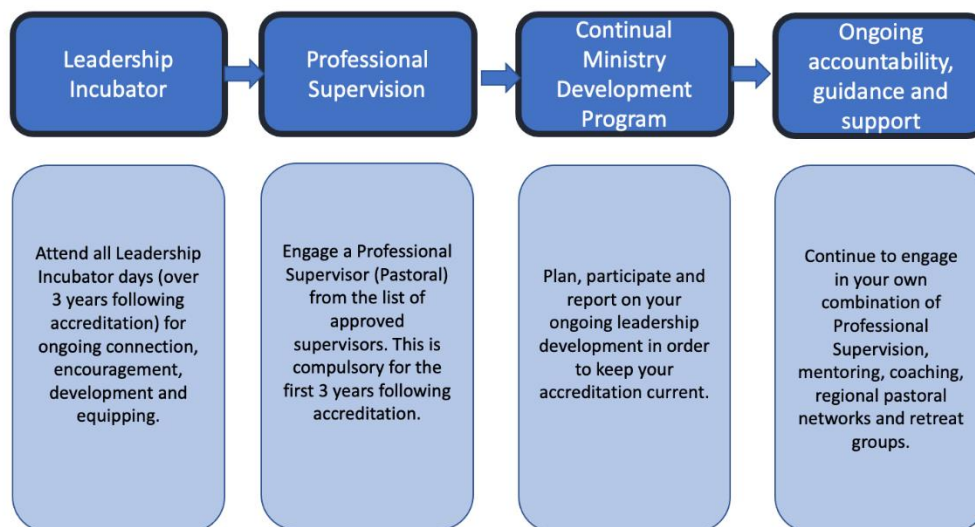 Leadership
Incubator
Professional
Supervision
Continual
Ministry
Development
Program
Ongoing
accountability,
guidance and
support
Attend all Leadership
Incubator days (over
3 years following
accreditation) for
ongoing connection,
encouragement,
development and
equipping.
Engage a Professional
Supervisor (Pastoral)
from the list of
approved
supervisors. This is
compulsory for the
first 3 years following
accreditation.
Plan, participate and
report on your
ongoing leadership
development in order
to keep your
accreditation current.
Continue to engage
in your own
combination of
Professional
Supervision,
mentoring, coaching,
regional pastoral
networks and retreat
groups.